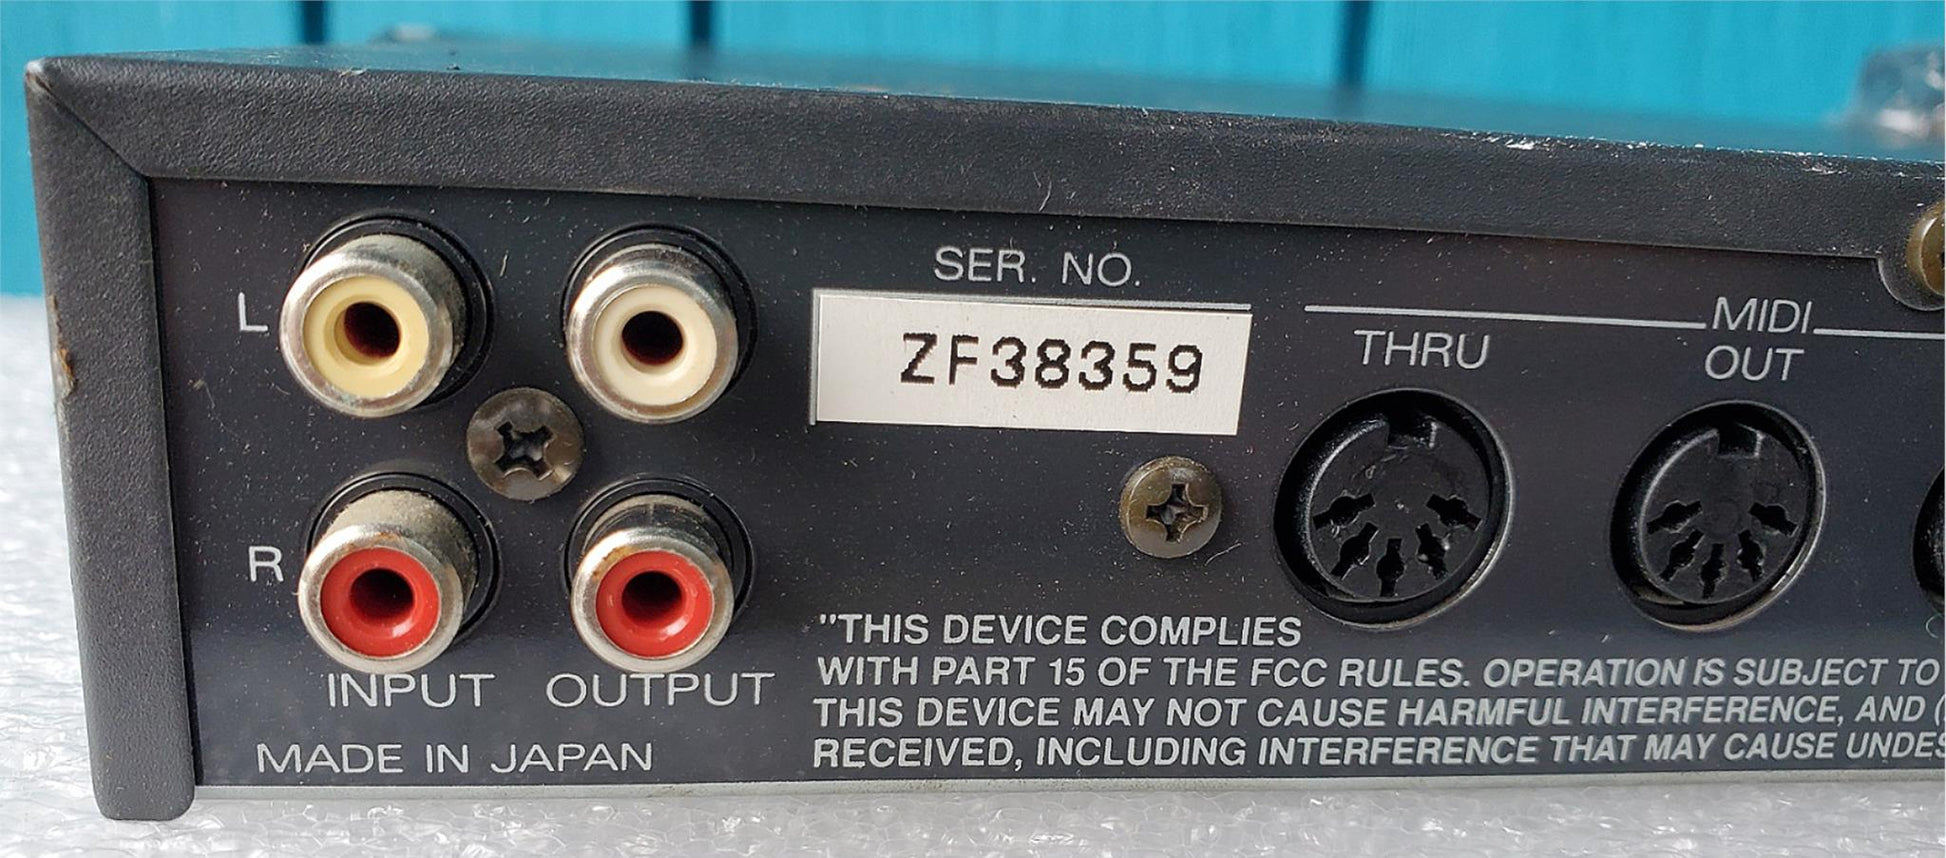 SER. NO.
L
ZF38359
MIDI
THRU
OUT
R
"THIS DEVICE COMPLIES
WITH PART 15 OF THE FCC RULES. OPERATION IS SUBJECT TO
THIS DEVICE MAY NOT CAUSE HARMFUL INTERFERENCE, AND (
RECEIVED, INCLUDING INTERFERENCE THAT MAY CAUSE
INPUT
OUTPUT
MADE IN JAPAN